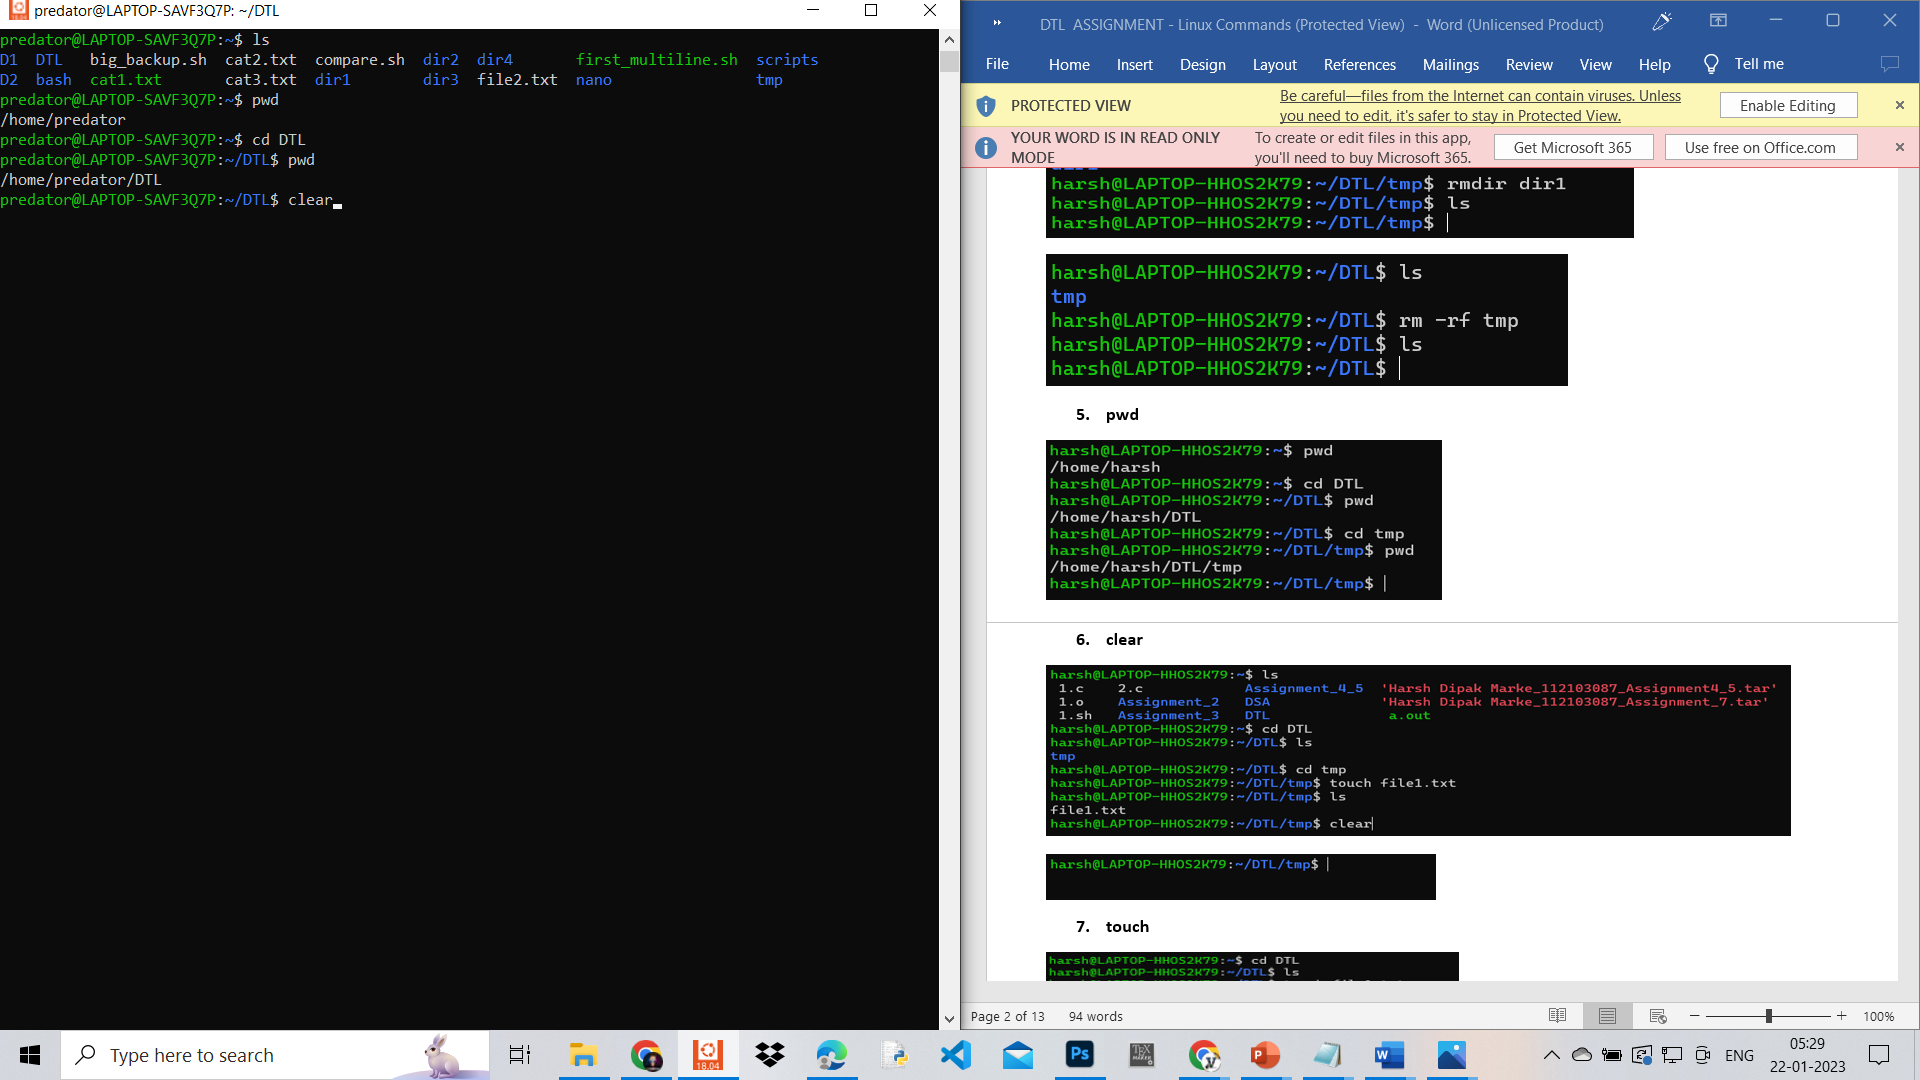 predator@LAPTOP-SAVF3Q7P: ~/DTL
predator@LAPTOP-SAVF3Q7P:~$ ls
D1 DTL big_backup.sh cat2.txt compare.sh dir2 dir4 first_multiline.sh scripts
D2 bash cat1.txt cat3.txt dir1 dir3 file2.txt nano tmp
predator@LAPTOP-SAVF3Q7P:~$ pwd
/home/predator
predator@LAPTOP-SAVF3Q7P:~$ cd DTL
predator@LAPTOP-SAVF3Q7P:~/DTL$ pwd
/home/predator/DTL
predator@LAPTOP-SAVF3Q7P:~/DTL$ clear
DTL ASSIGNMENT - Linux Commands (Protected View) - Word (Unlicensed Product)
File Home Insert Design Layout References Mailings Review View Help Tell me
PROTECTED VIEW
Be careful—files from the Internet can contain viruses. Unless
you need to edit, it's safer to stay in Protected View.
Enable Editing
YOUR WORD IS IN READ ONLY
MODE
To create or edit files in this app,
you'll need to buy Microsoft 365.
Get Microsoft 365
Use free on Office.com
harsh@LAPTOP-HHOS2K79:~/DTL/tmp$ rmdir dir1
harsh@LAPTOP-HHOS2K79:~/DTL/tmp$ ls
harsh@LAPTOP-HHOS2K79:~/DTL/tmp$
harsh@LAPTOP-HHOS2K79:~/DTL$ ls
tmp
harsh@LAPTOP-HHOS2K79:~/DTL$ rm -rf tmp
harsh@LAPTOP-HHOS2K79:~/DTL$ ls
harsh@LAPTOP-HHOS2K79:~/DTL$
5. pwd
harsh@LAPTOP-HHOS2K79:~$ pwd
/home/harsh
harsh@LAPTOP-HHOS2K79:~$ cd DTL
harsh@LAPTOP-HHOS2K79:~/DTL$ pwd
/home/harsh/DTL
harsh@LAPTOP-HHOS2K79:~/DTL$ cd tmp
harsh@LAPTOP-HHOS2K79:~/DTL/tmp$ pwd
/home/harsh/DTL/tmp
harsh@LAPTOP-HHOS2K79:~/DTL/tmp$
6. clear
harsh@LAPTOP-HHOS2K79:~$ ls
1.c 2.c Assignment_4_5 'Harsh Dipak Marke_112103087_Assignment4_5.tar'
1.o Assignment_2 DSA 'Harsh Dipak Marke_112103087_Assignment_7.tar'
1.sh Assignment_3 DTL a.out
harsh@LAPTOP-HHOS2K79:~$ cd DTL
harsh@LAPTOP-HHOS2K79:~/DTL$ ls
tmp
harsh@LAPTOP-HHOS2K79:~/DTL$ cd tmp
harsh@LAPTOP-HHOS2K79:~/DTL/tmp$ touch file1.txt
harsh@LAPTOP-HHOS2K79:~/DTL/tmp$ ls
file1.txt
harsh@LAPTOP-HHOS2K79:~/DTL/tmp$ clear
harsh@LAPTOP-HHOS2K79:~/DTL/tmp$
7. touch
harsh@LAPTOP-HHOS2K79:~$ cd DTL
harsh@LAPTOP-HHOS2K79:~/DTL$ ls
Page 2 of 13 94 words
100%
Type here to search
18.04
Ps
TEX
MAKER
ENG
05:29
22-01-2023